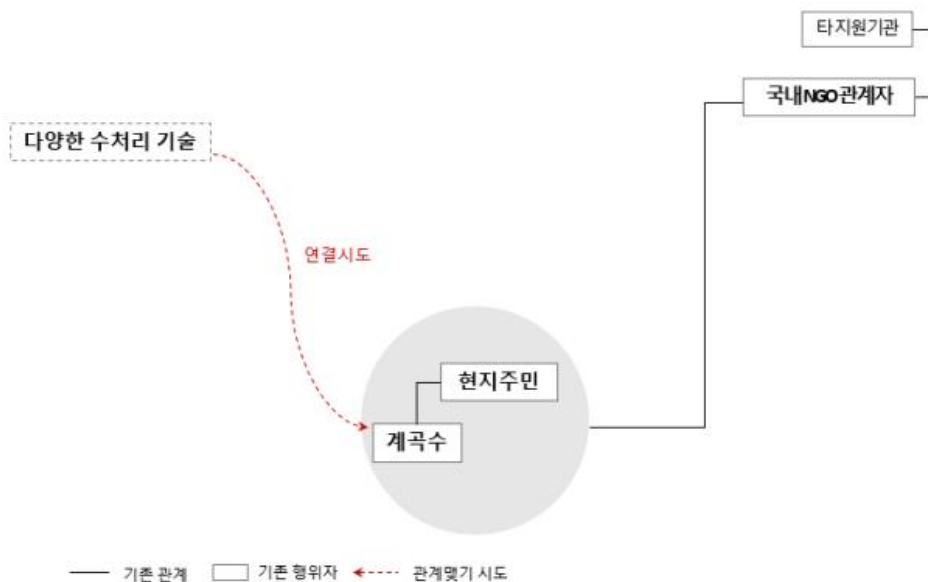 타지원기관
국내NGO관계자
다양한 수처리 기술
연결시도
현지주민
계곡수
기존 관계
기존 행위자
관계맺기 시도